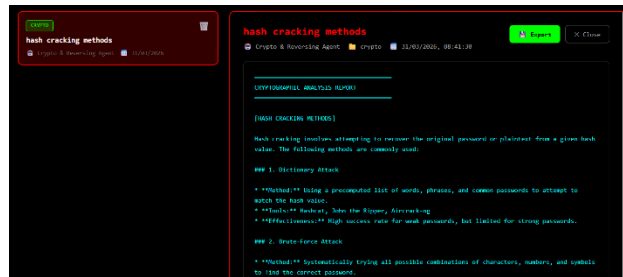 CRYPTO
hash cracking methods
Crypto & Reversing Agent 31/03/2026
hash cracking methods
Crypto & Reversing Agent crypto 31/03/2026, 08:41:30
Export
× Close
CRYPTOGRAPHIC ANALYSIS REPORT
[HASH CRACKING METHODS]
Hash cracking involves attempting to recover the original password or plaintext from a given hash
value. The following methods are commonly used:
### 1. Dictionary Attack
* **Method:** Using a precomputed list of words, phrases, and common passwords to attempt to
match the hash value.
* **Tools:** Hashcat, John the Ripper, Aircrack-ng
* **Effectiveness:** High success rate for weak passwords, but limited for strong passwords.
### 2. Brute-Force Attack
* **Method:** Systematically trying all possible combinations of characters, numbers, and symbols
to find the correct password.